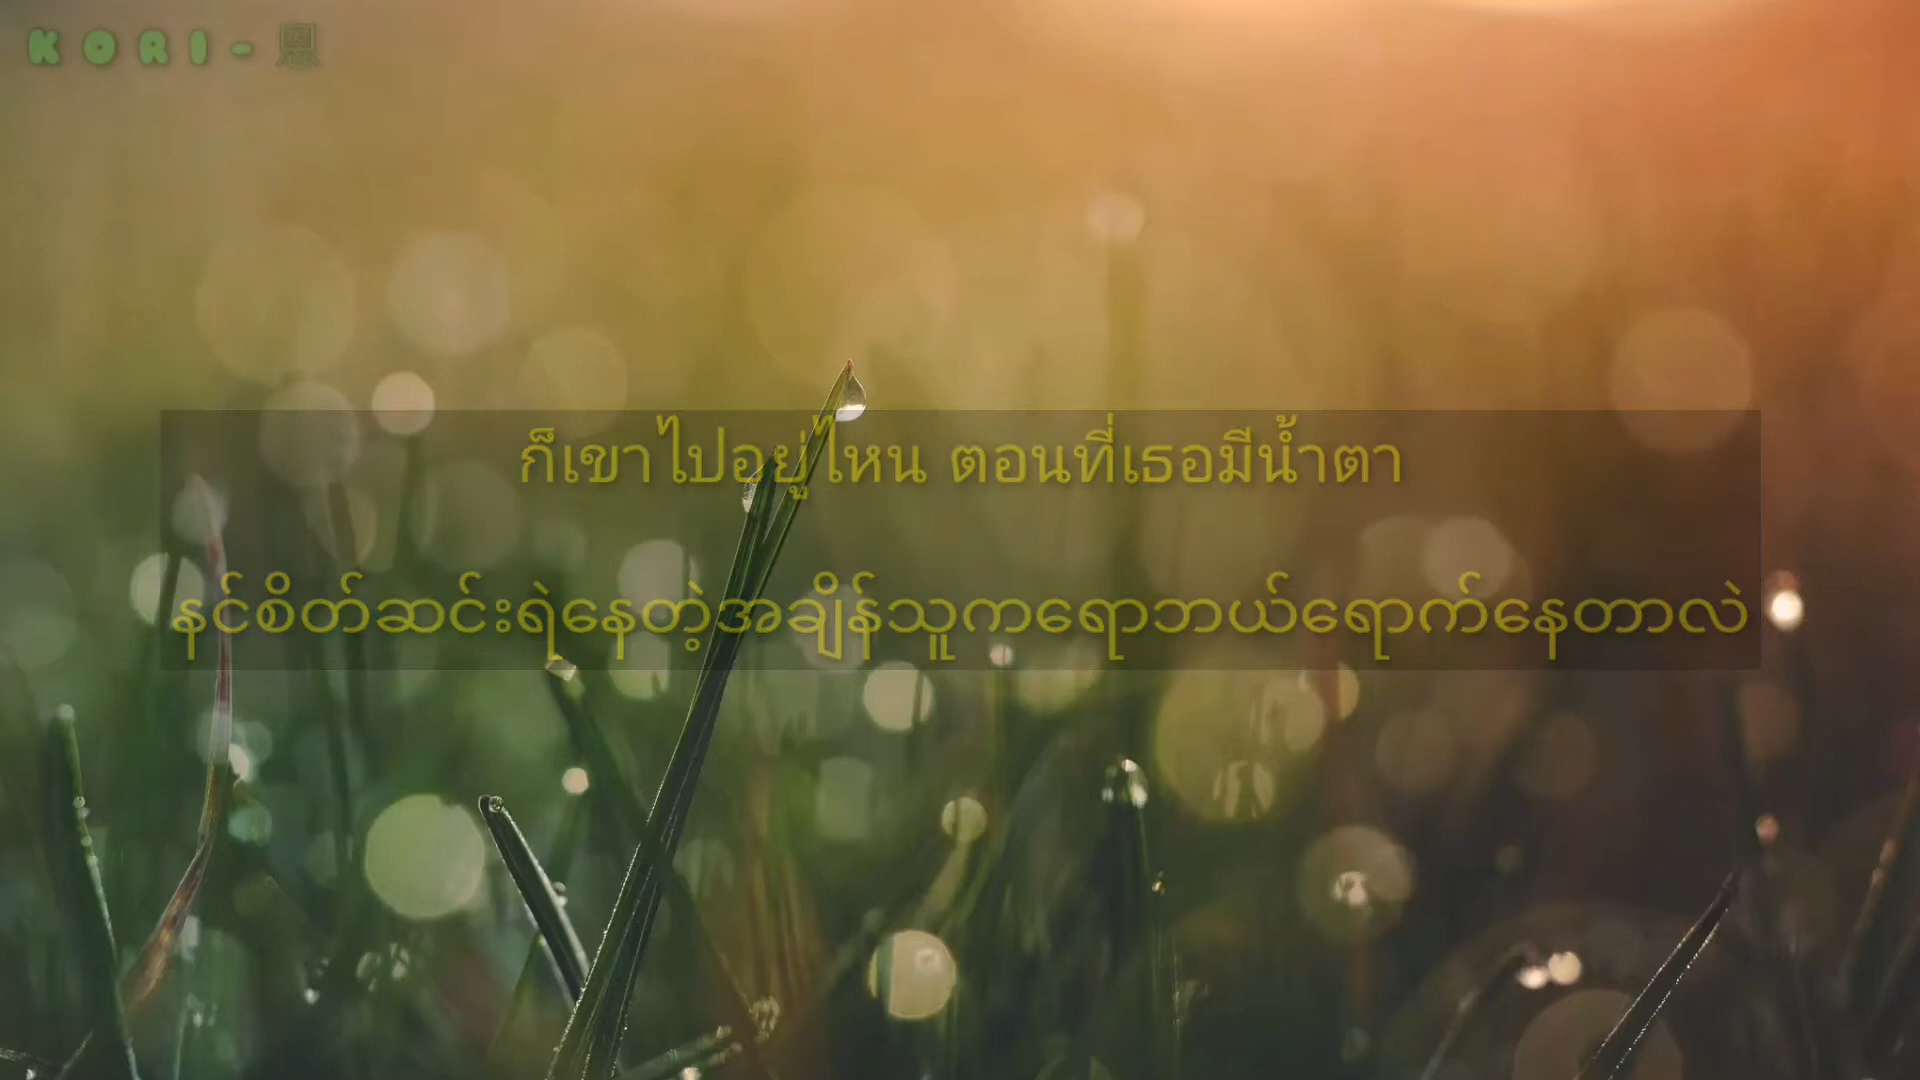 KORI-恩
ก็เขาไปอยู่ไหน ตอนที่เธอมีน้ำตา
နင်စိတ်ဆင်းရဲနေတဲ့အချိန်သူကရောဘယ်ရောက်နေတာလဲ